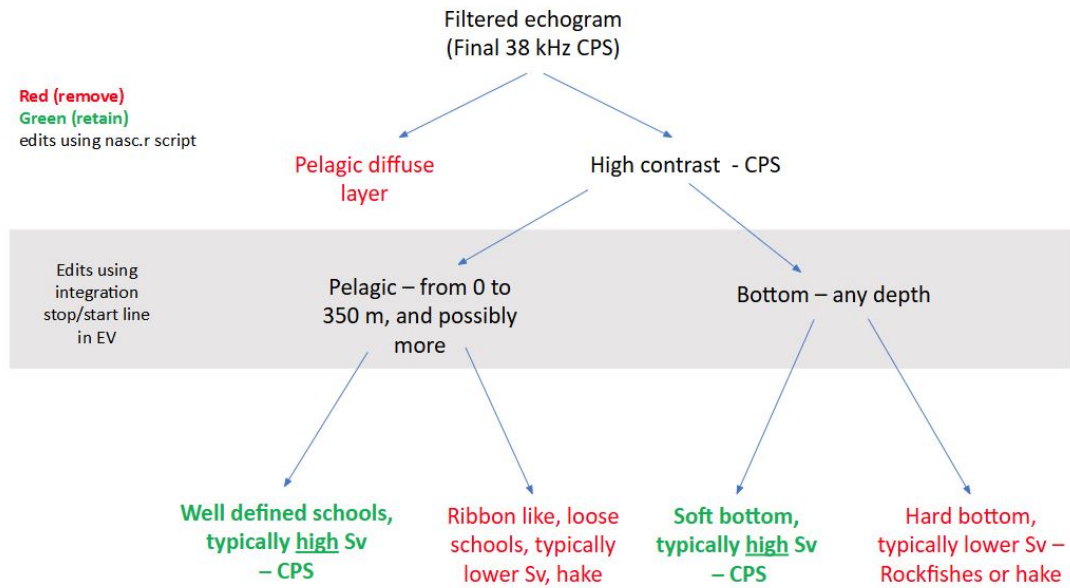 Filtered echogram
(Final 38 kHz CPS)
Red (remove)
Green (retain)
edits using nasc.r script
Pelagic diffuse
layer
High contrast  - CPS
Edits using
integration
stop/start line
in EV
Pelagic – from 0 to
350 m, and possibly
more
Bottom – any depth
Well defined schools,
typically high Sv
– CPS
Ribbon like, loose
schools, typically
lower Sv, hake
Soft bottom,
typically high Sv
– CPS
Hard bottom,
typically lower Sv –
Rockfishes or hake